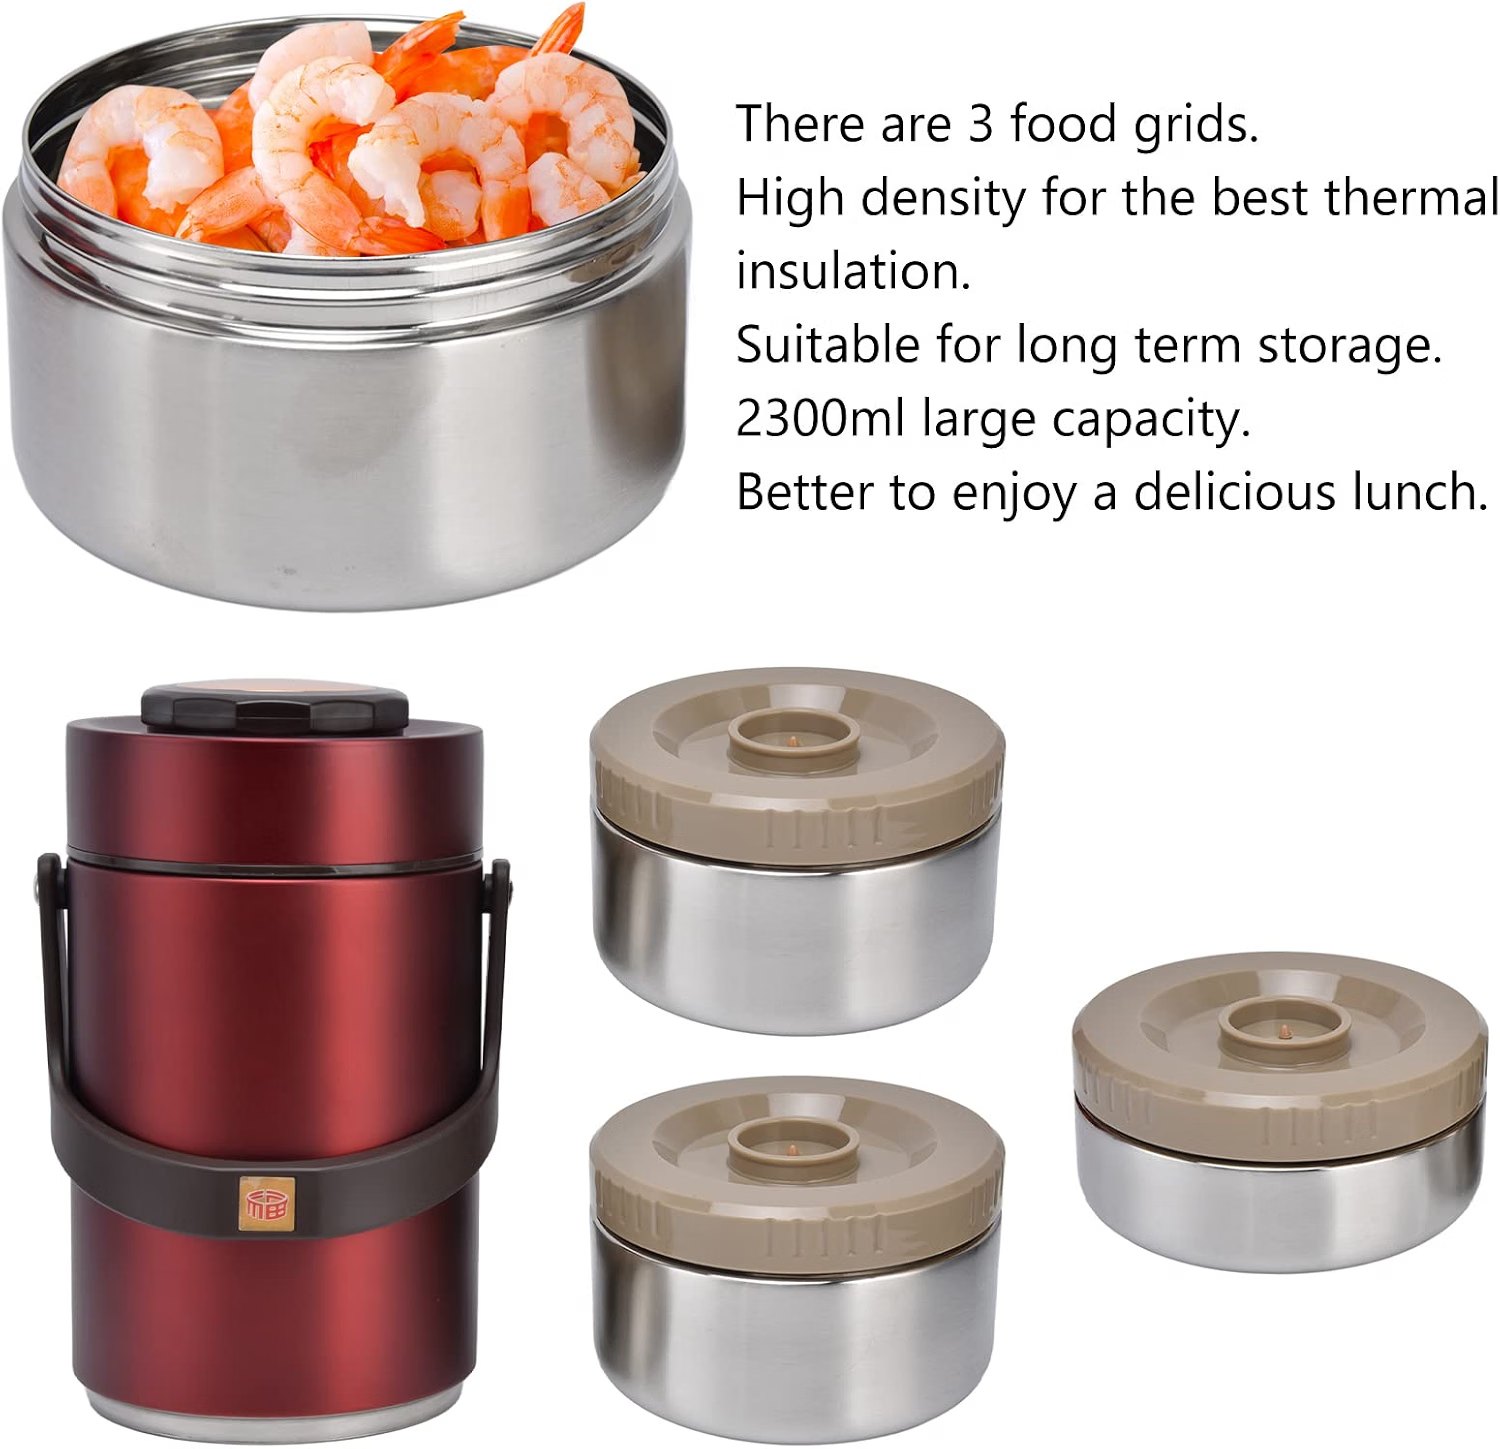 There are 3 food grids.
High density for the best thermal
insulation.
Suitable for long term storage.
2300ml large capacity.
Better to enjoy a delicious lunch.